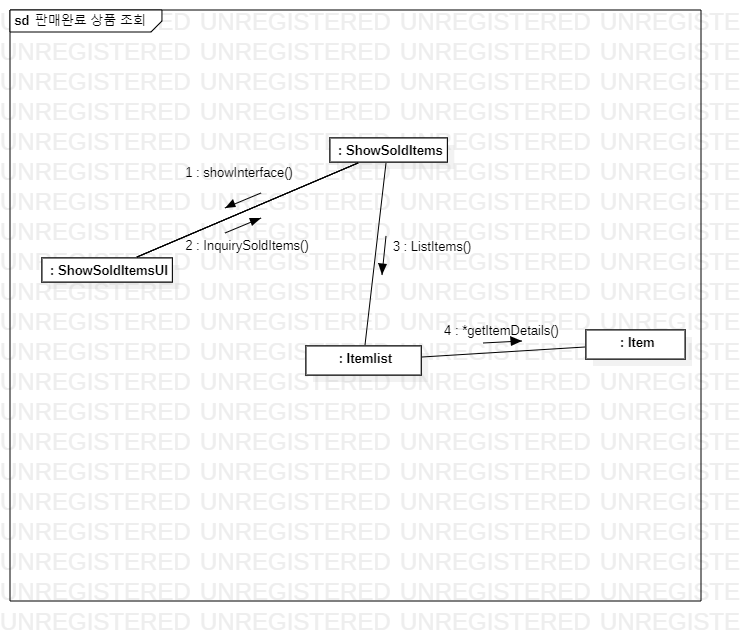 sd 판매완료 상품 조회
: ShowSoldItems
1 : showInterface()
2 : InquirySoldItems()
3 : ListItems()
: ShowSoldItemsUI
4 : *getItemDetails()
: Item
: Itemlist
UNREGISTERED